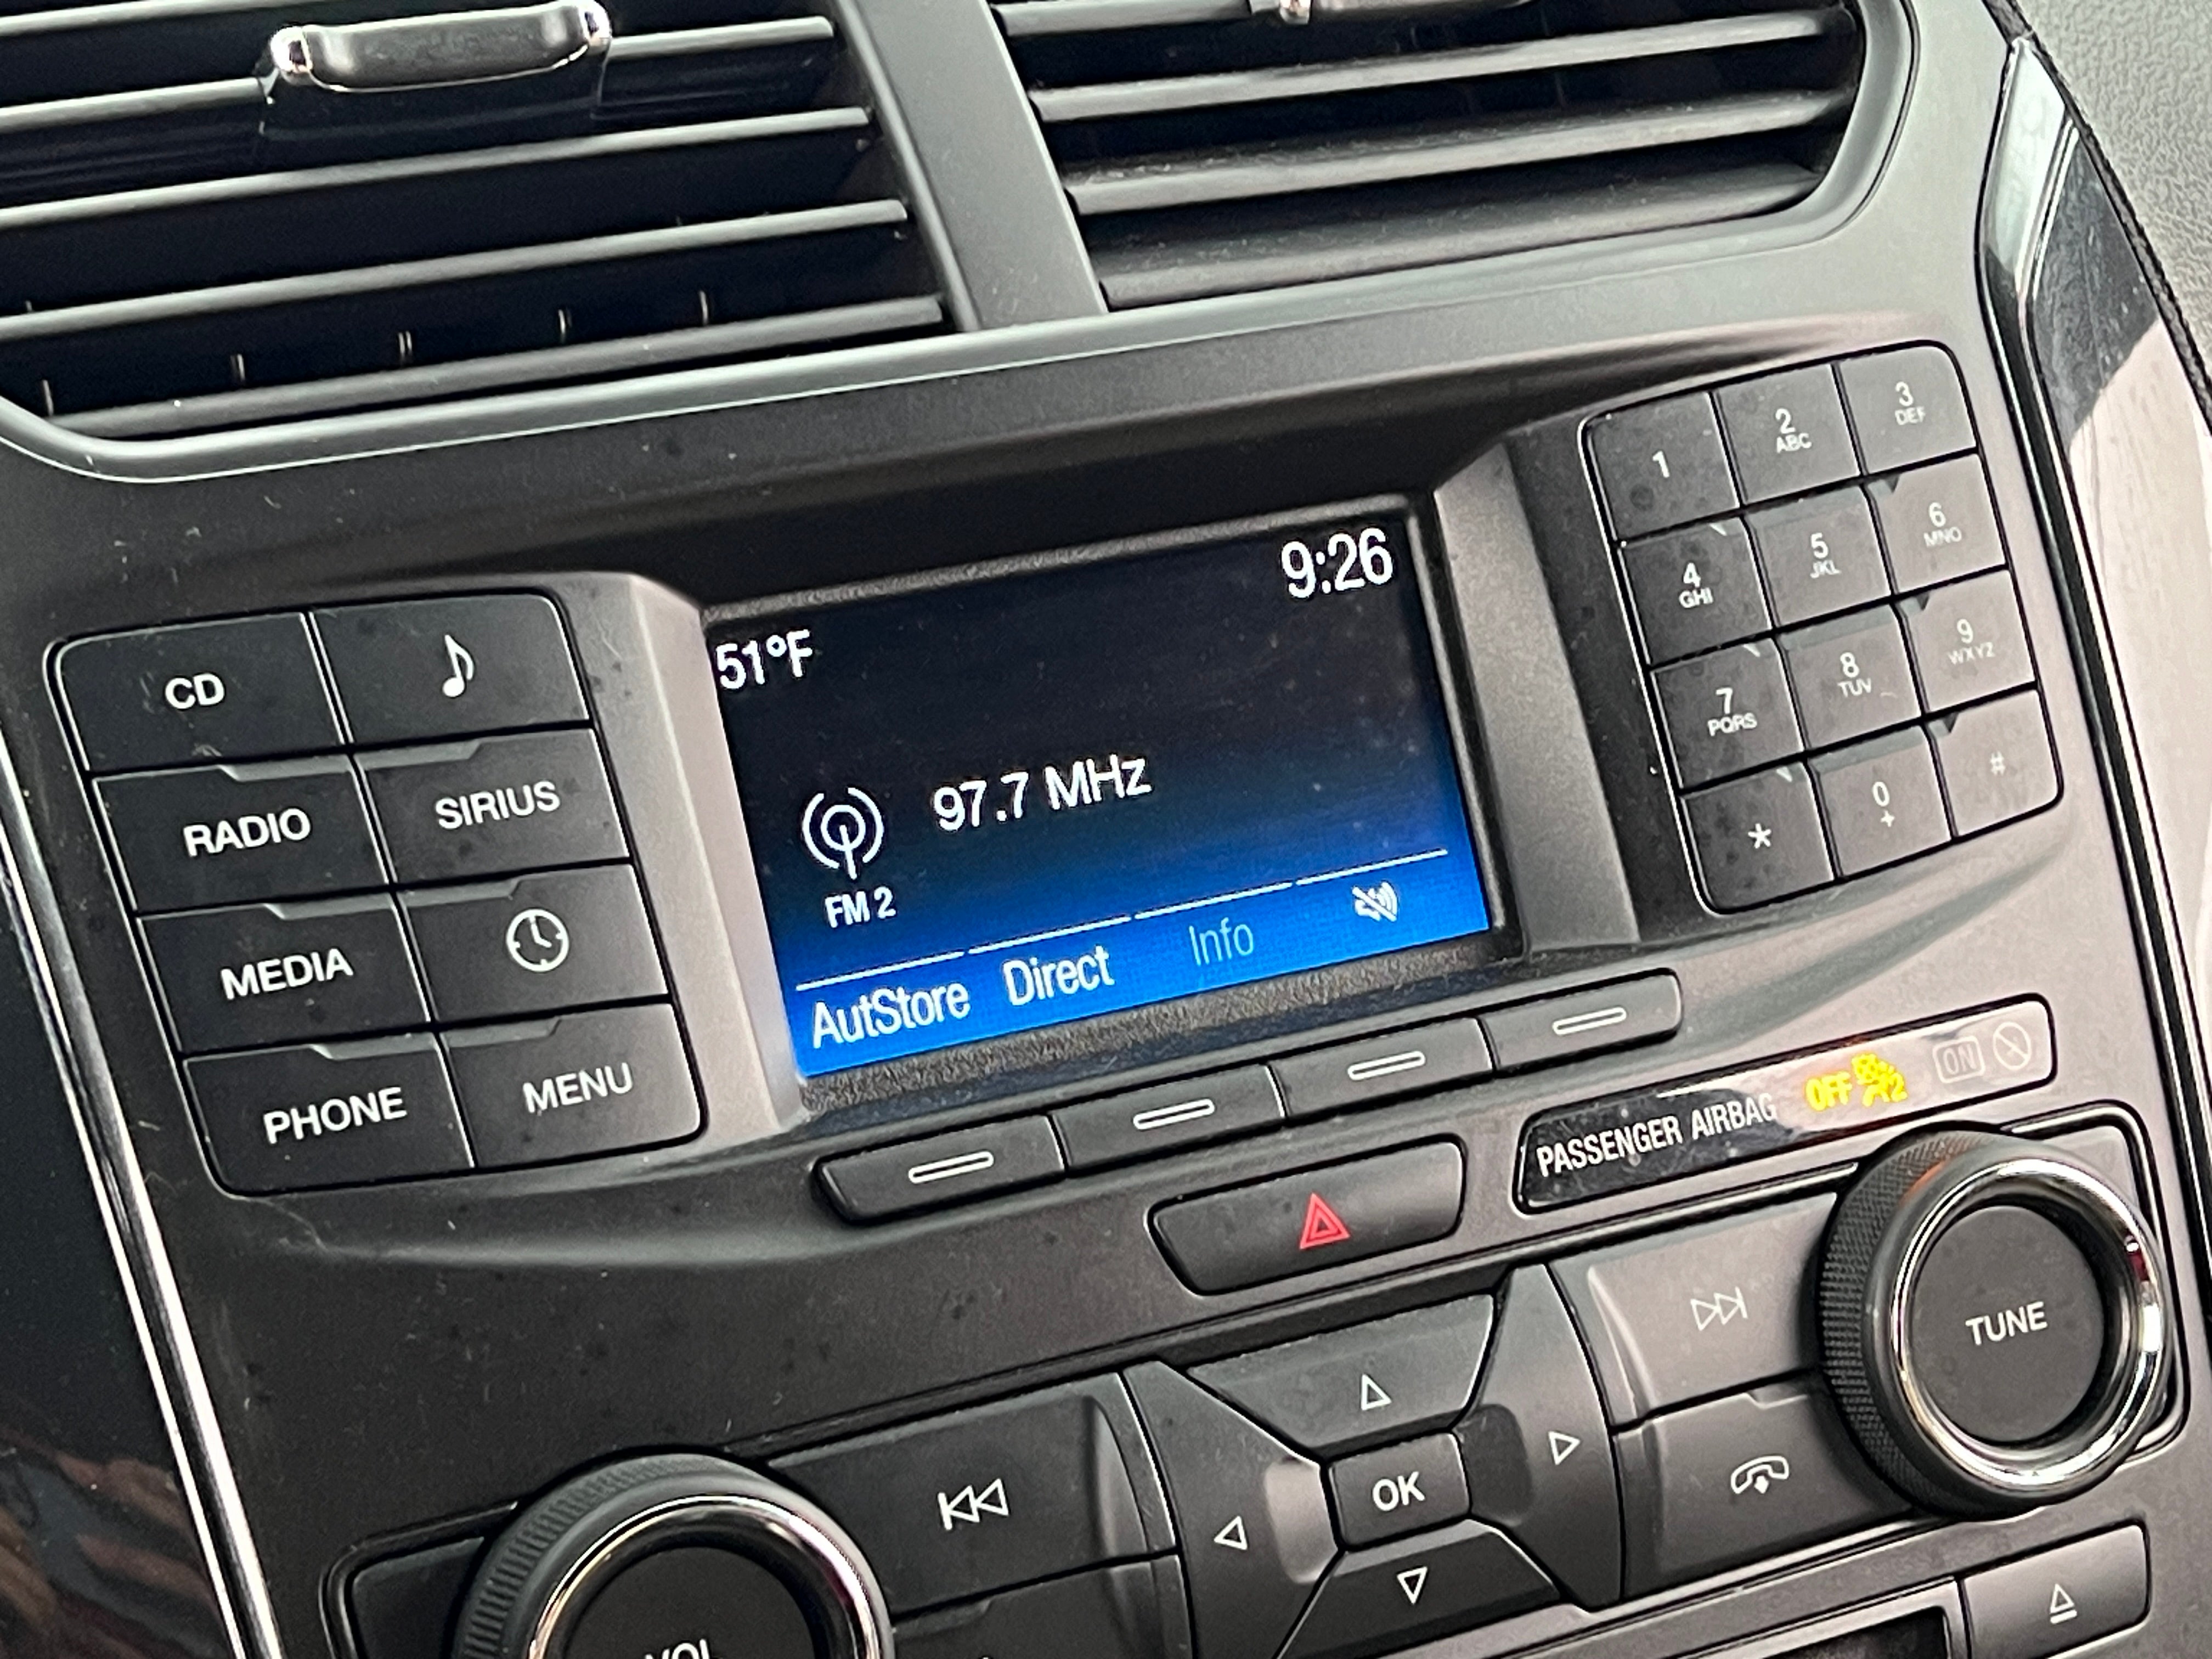 9:26
51°F
97.7 MHz
FM 2
AutStore
Direct
Info
CD
RADIO
SIRIUS
MEDIA
PHONE
MENU
1
2
ABC
3
DEF
4
GHI
5
JKL
6
MNO
7
PQRS
8
TUV
9
WXYZ
*
0
+
#
PASSENGER AIRBAG OFF 2 ON
TUNE
OK
VOL